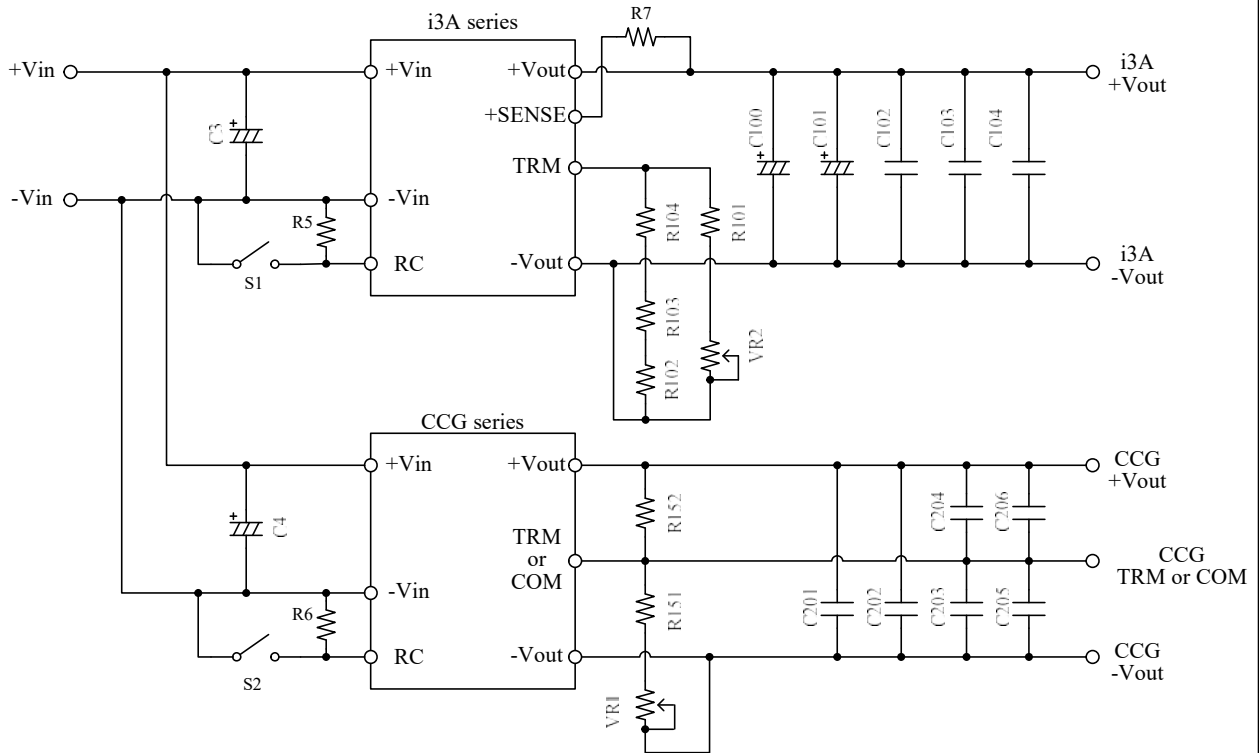 i3A series
R7
+Vin
+Vin
+Vout
i3A
+Vout
+SENSE
C3
C100
C101
C102
C103
C104
TRM
-Vin
-Vin
R5
R104
R101
RC
-Vout
i3A
-Vout
S1
R103
VR2
R102
CCG series
+Vin
+Vout
CCG
+Vout
C4
R152
C204
C206
TRM
or
COM
CCG
TRM or COM
-Vin
R6
R151
C201
C202
C203
C205
RC
-Vout
CCG
-Vout
S2
VR1